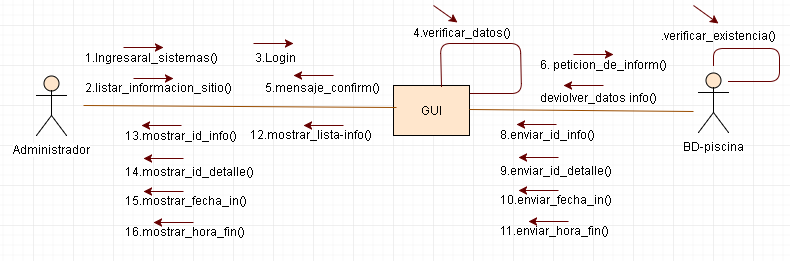 4.verificar_datos()
.verificar_existencia()
1.Ingresaral_sistemas()
3.Login
6. peticion_de_inform()
2.listar_informacion_sitio()
5.mensaje_confirm()
deviolver_datos info()
GUI
Administrador
13.mostrar_id_info()
12.mostrar_lista-info()
8.enviar_id_info()
BD-piscina
14.mostrar_id_detalle()
9.enviar_id_detalle()
15.mostrar_fecha_in()
10.enviar_fecha_in()
16.mostrar_hora_fin()
11.enviar_hora_fin()